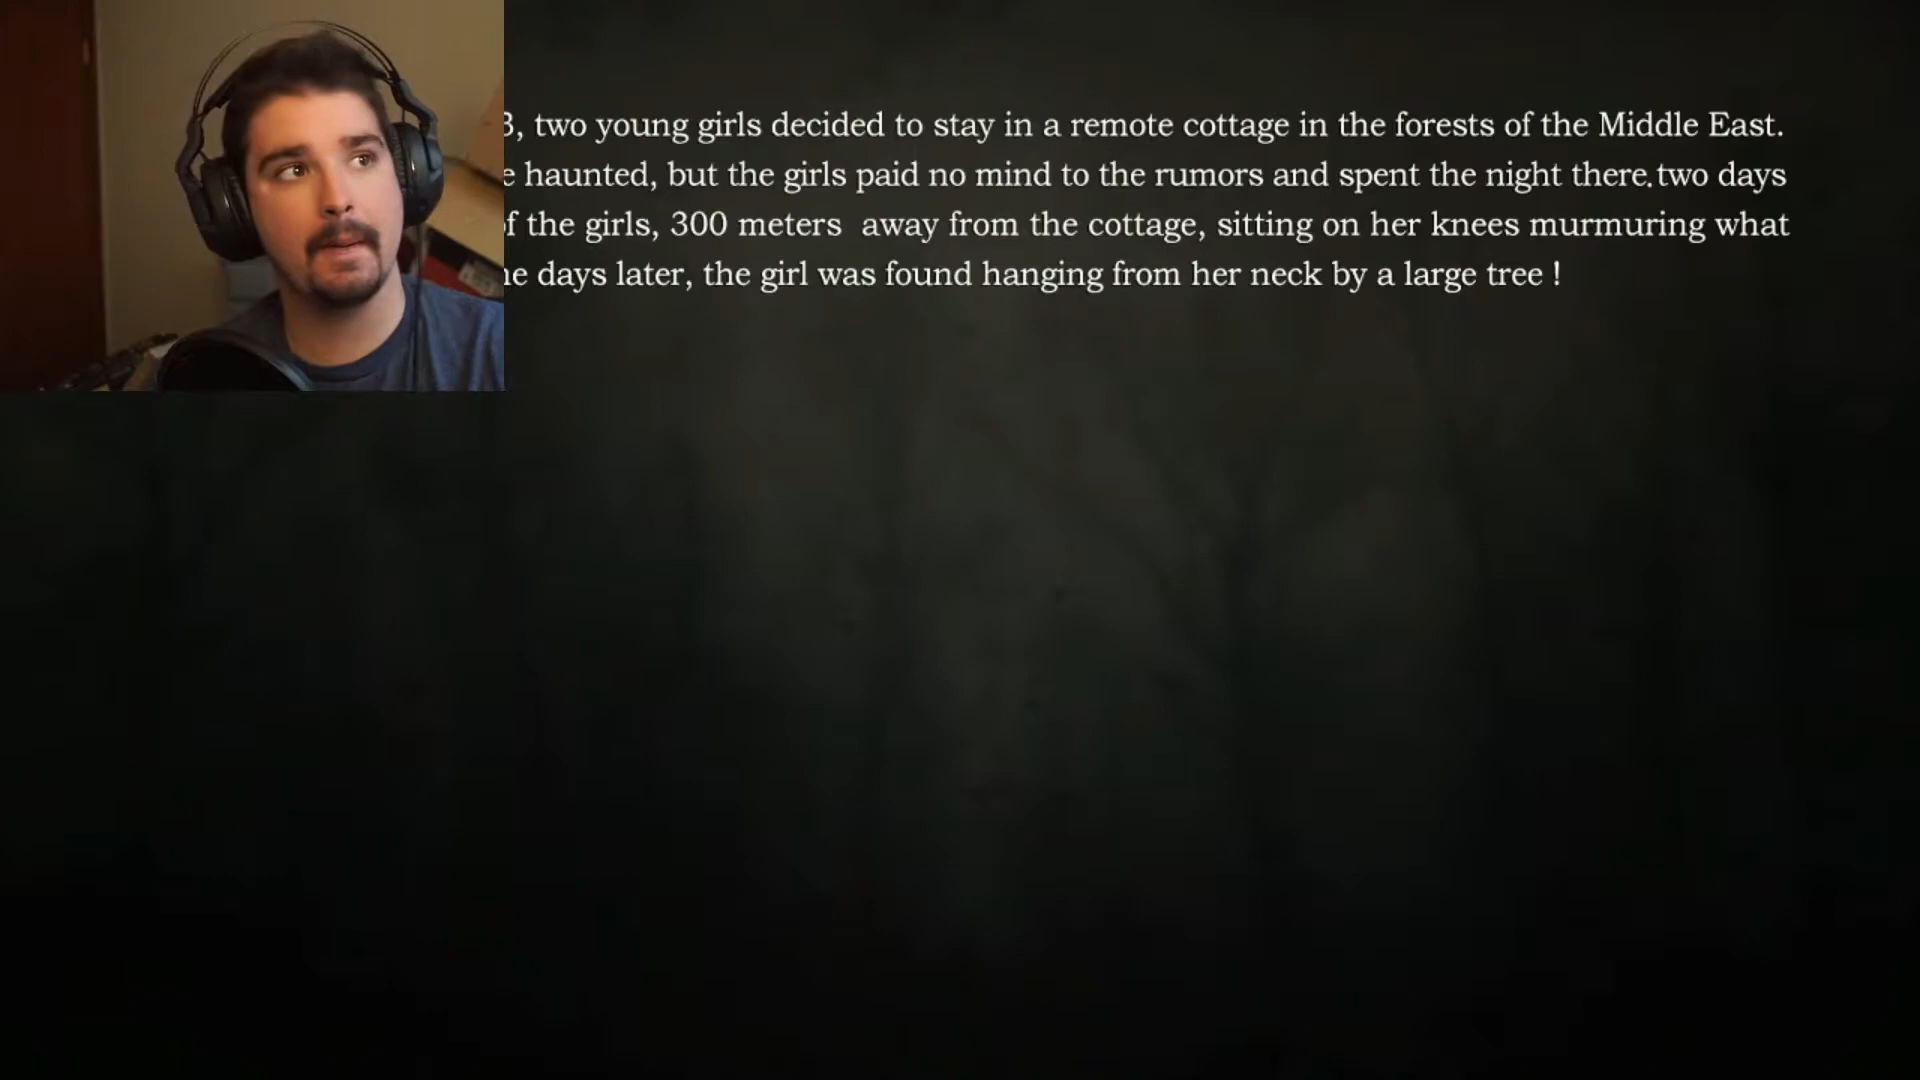 3, two young girls decided to stay in a remote cottage in the forests of the Middle East.
haunted, but the girls paid no mind to the rumors and spent the night there.two days
of the girls, 300 meters  away from the cottage, sitting on her knees murmuring what
days later, the girl was found hanging from her neck by a large tree !